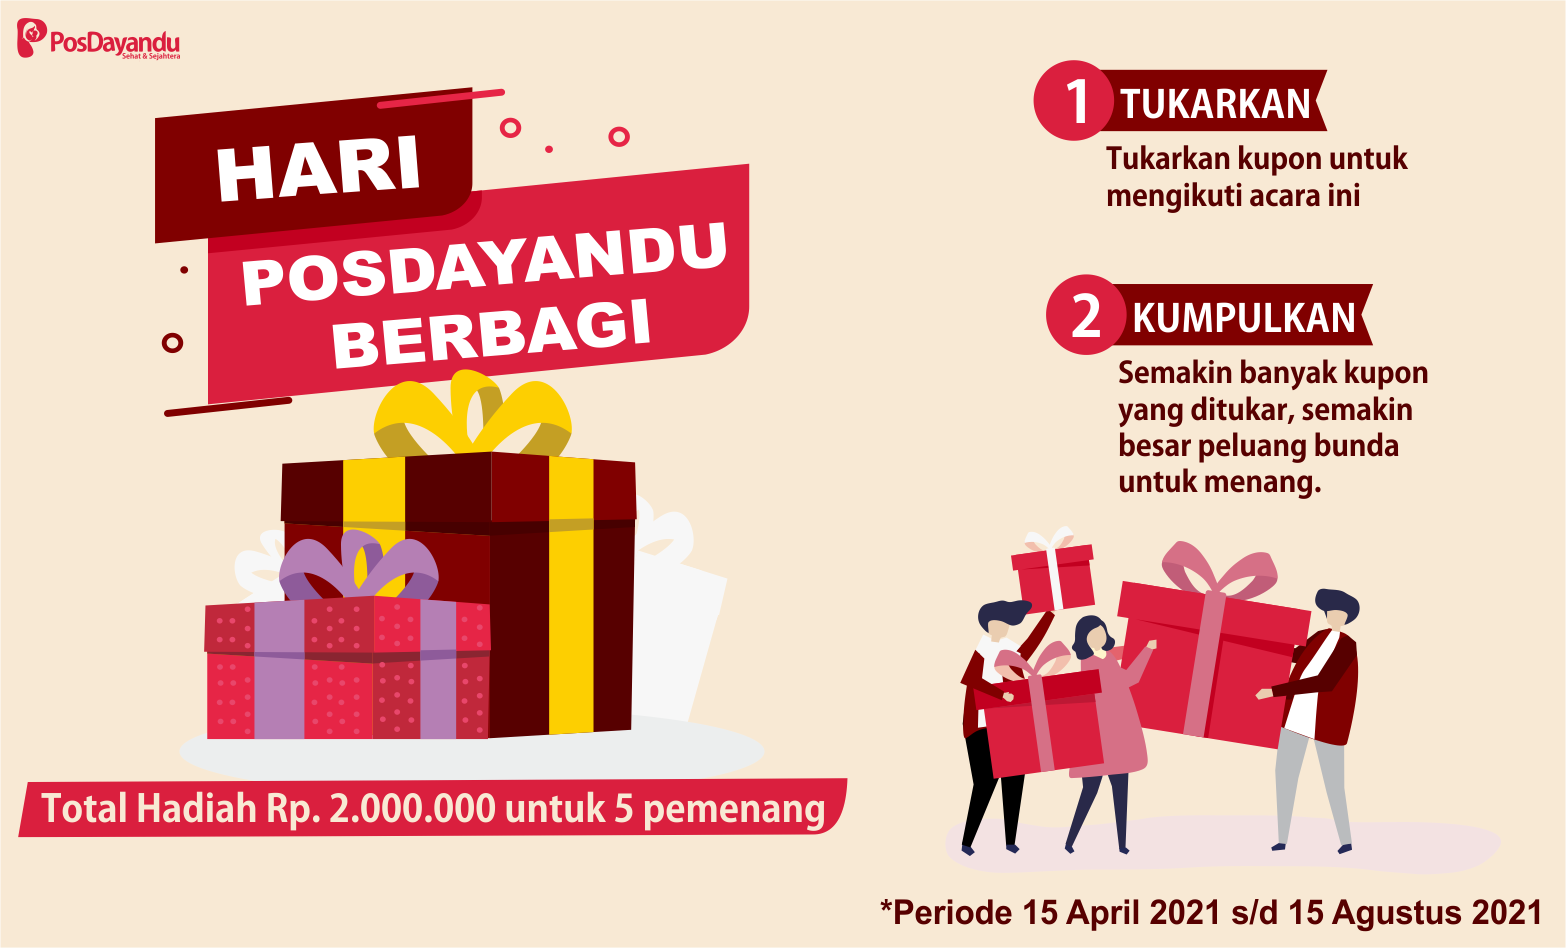 PosDayandu
Sehat & Sejahtera
HARI
POSDAYANDU
BERBAGI
Total Hadiah Rp. 2.000.000 untuk 5 pemenang
1 TUKARKAN
Tukarkan kupon untuk
mengikuti acara ini
2 KUMPULKAN
Semakin banyak kupon
yang ditukar, semakin
besar peluang bunda
untuk menang.
*Periode 15 April 2021 s/d 15 Agustus 2021